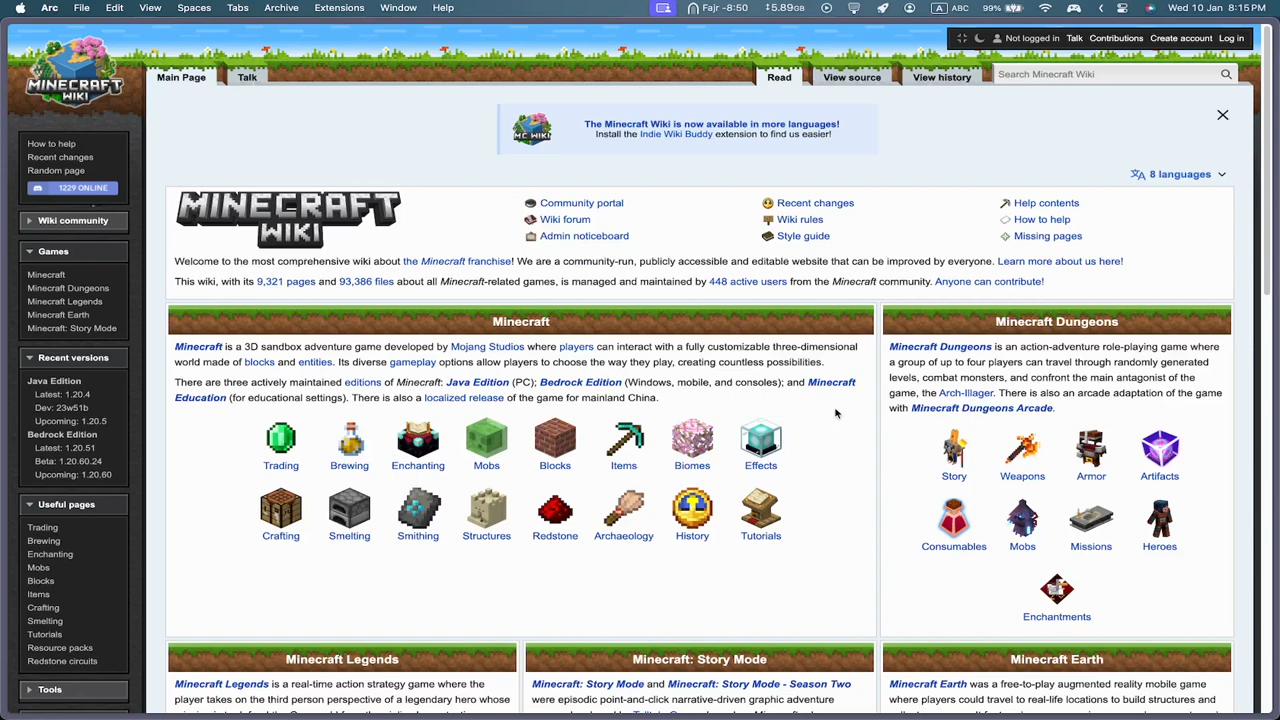 Fajr -8:50
+5.89 cm
99%
Wed Jan 10 8:15 PM
Not logged in Talk Contributions Create account Log in
MINECRAFT WIKI
Main Page Talk Read View source View history Search Minecraft Wiki
MC WIKI
The Minecraft Wiki is now available in more languages!
Install the Indie Wiki Buddy extension to find us easier!
8 languages
How to help
Recent changes
Random page
1229 ONLINE
Wiki community
Games
Minecraft
Minecraft Dungeons
Minecraft Legends
Minecraft Earth
Minecraft: Story Mode
Recent versions
Java Edition
Latest: 1.20.4
Dev: 23w51b
Upcoming: 1.20.5
Bedrock Edition
Latest: 1.20.51
Beta: 1.20.60.24
Upcoming: 1.20.60
Useful pages
Trading
Brewing
Enchanting
Mobs
Blocks
Items
Crafting
Smelting
Tutorials
Resource packs
Redstone circuits
Tools
MINECRAFT
WIKI
Community portal
Wiki forum
Admin noticeboard
Recent changes
Wiki rules
Style guide
Help contents
How to help
Missing pages
Welcome to the most comprehensive wiki about the Minecraft franchise! We are a community-run, publicly accessible and editable website that can be improved by everyone. Learn more about us here!
This wiki, with its 9,321 pages and 93,386 files about all Minecraft-related games, is managed and maintained by 448 active users from the Minecraft community. Anyone can contribute!
Minecraft
Minecraft is a 3D sandbox adventure game developed by Mojang Studios where players can interact with a fully customizable three-dimensional
world made of blocks and entities. Its diverse gameplay options allow players to choose the way they play, creating countless possibilities.
There are three actively maintained editions of Minecraft: Java Edition (PC); Bedrock Edition (Windows, mobile, and consoles); and Minecraft
Education (for educational settings). There is also a localized release of the game for mainland China.
Trading Brewing Enchanting Mobs Blocks Items Biomes Effects
Crafting Smelting Smithing Structures Redstone Archaeology History Tutorials
Minecraft Dungeons
Minecraft Dungeons is an action-adventure role-playing game where
a group of up to four players can travel through randomly generated
levels, combat monsters, and confront the main antagonist of the
game, the Arch-Illager. There is also an arcade adaptation of the game
with Minecraft Dungeons Arcade.
Story Weapons Armor Artifacts
Consumables Mobs Missions Heroes
Enchantments
Minecraft Legends
Minecraft Legends is a real-time action strategy game where the
player takes on the third person perspective of a legendary hero whose
Minecraft: Story Mode
Minecraft: Story Mode and Minecraft: Story Mode - Season Two
were episodic point-and-click narrative-driven graphic adventure
Minecraft Earth
Minecraft Earth was a free-to-play augmented reality mobile game
where players could travel to real-life locations to build structures and